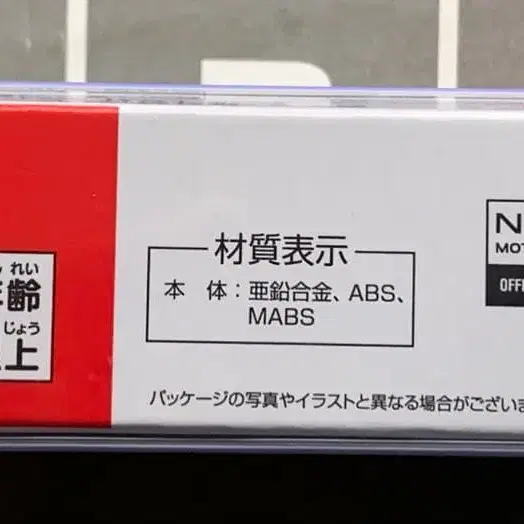 材質表示
本 体：亜鉛合金、ABS、
MABS
パッケージの写真やイラストと異なる場合がござい
れい
齢
じょう
上
N
MOT
OFFI